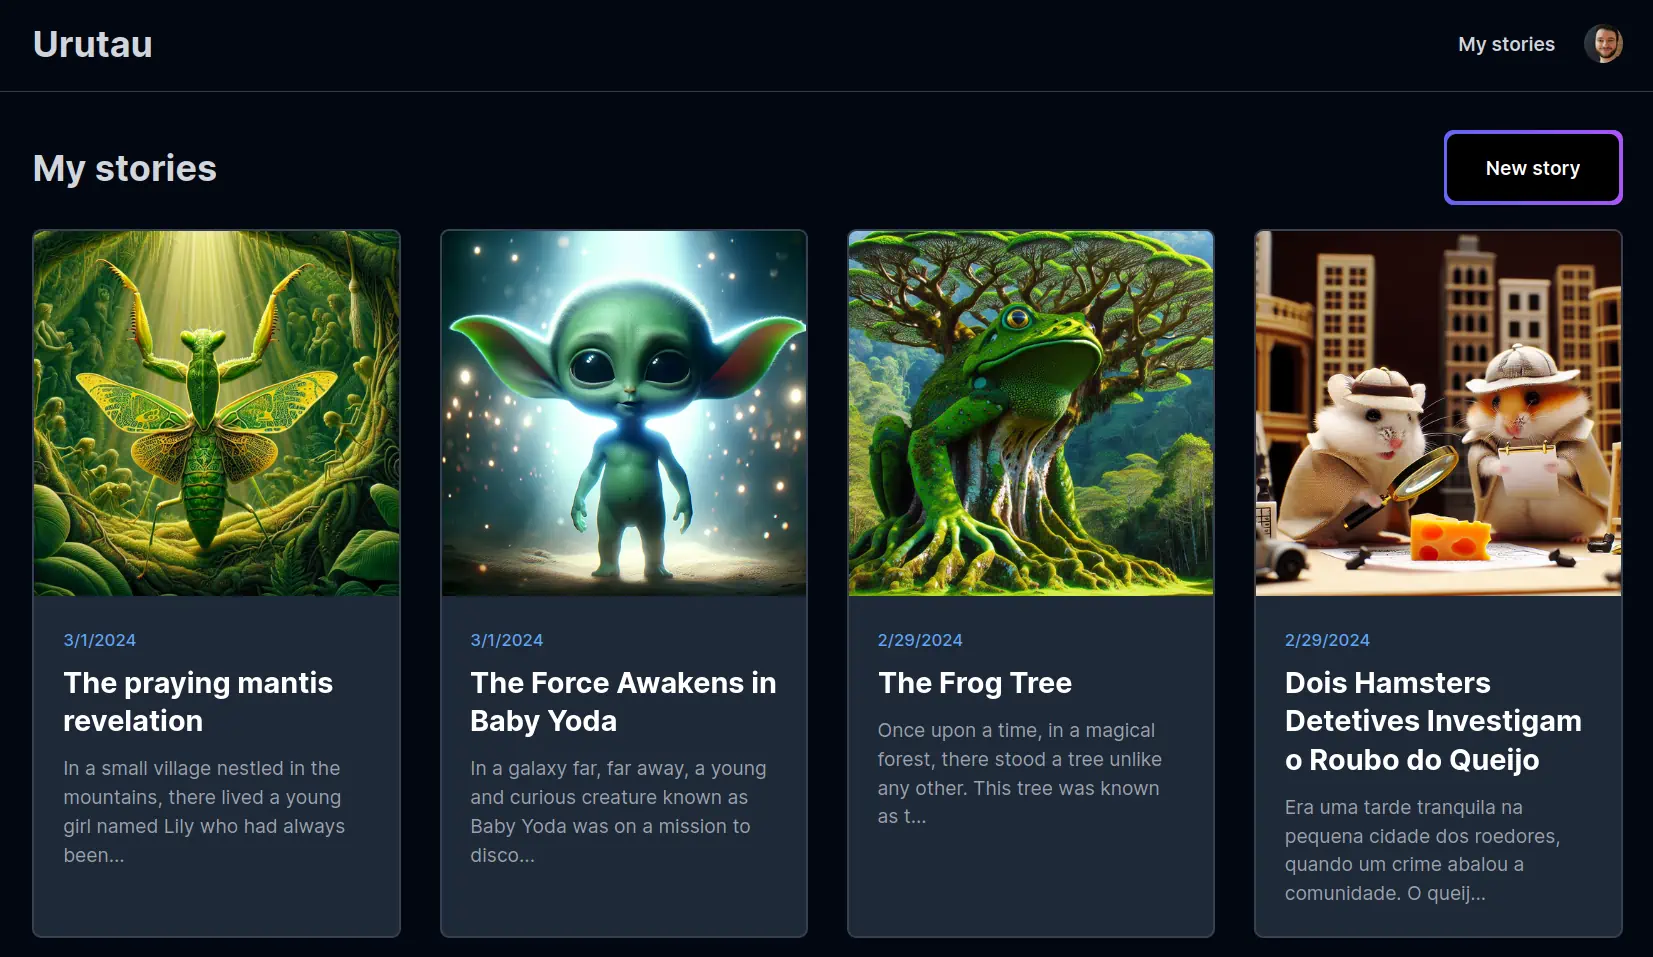 Urutau
My stories
My stories
New story
3/1/2024
The praying mantis
revelation
In a small village nestled in the
mountains, there lived a young
girl named Lily who had always
been...
3/1/2024
The Force Awakens in
Baby Yoda
In a galaxy far, far away, a young
and curious creature known as
Baby Yoda was on a mission to
disco...
2/29/2024
The Frog Tree
Once upon a time, in a magical
forest, there stood a tree unlike
any other. This tree was known
as t...
2/29/2024
Dois Hamsters
Detetives Investigam
o Roubo do Queijo
Era uma tarde tranquila na
pequena cidade dos roedores,
quando um crime abalou a
comunidade. O queij...